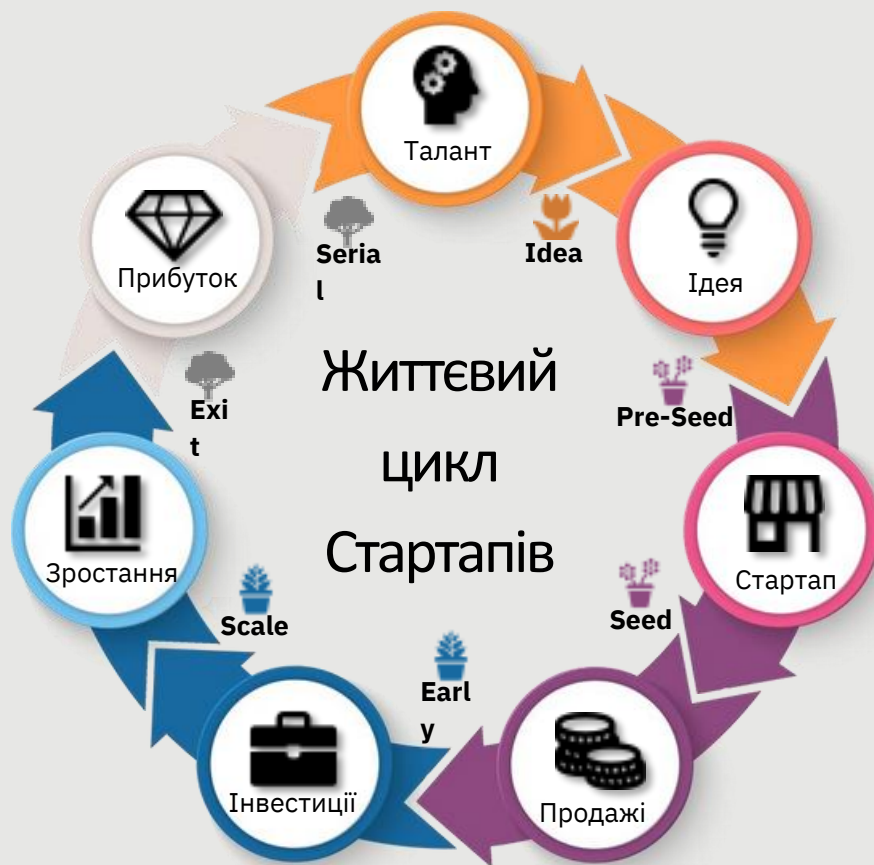 Талант
Прибуток
Ідея
Seria
l
Idea
Життєвий
цикл
Стартапів
Exi
t
Pre-Seed
Зростання
Стартап
Scale
Seed
Earl
y
Інвестиції
Продажі